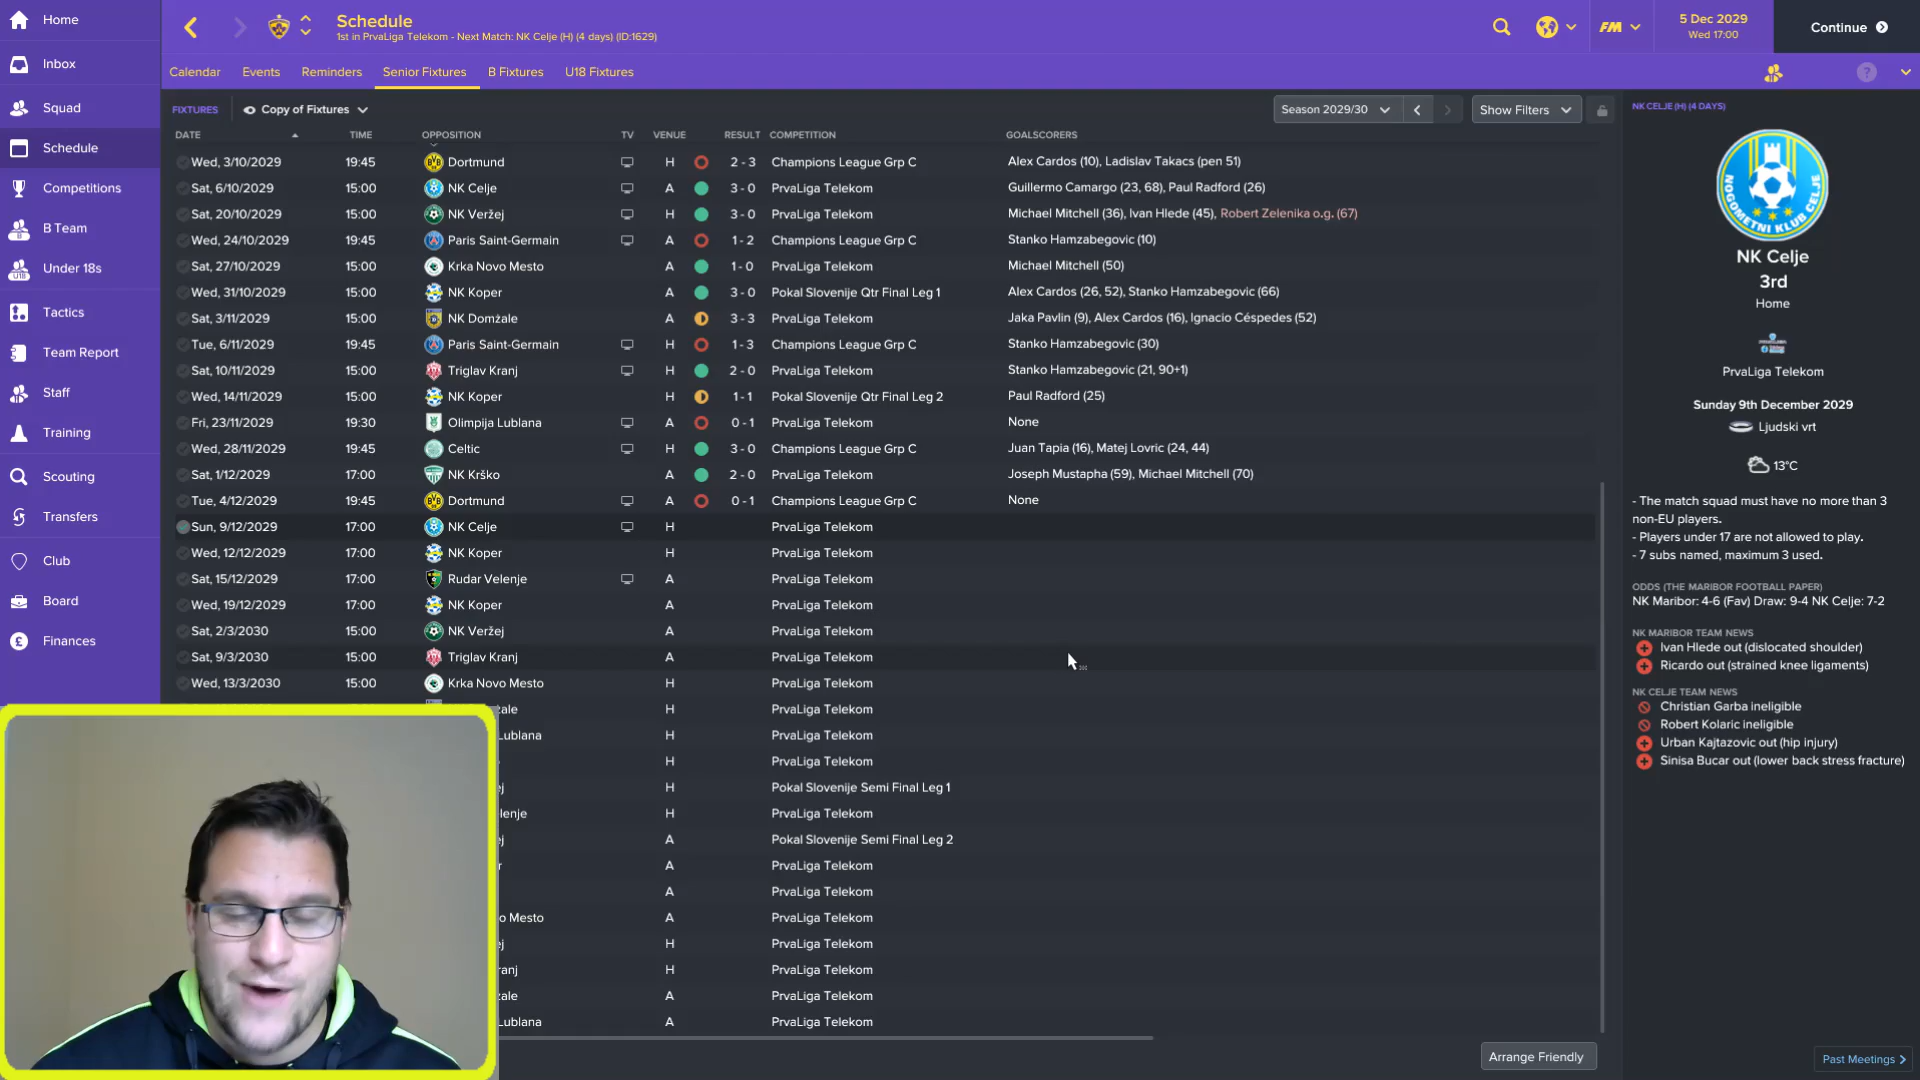 Home
Inbox
Squad
Schedule
Competitions
B Team
Under 18s
Tactics
Team Report
Staff
Training
Scouting
Transfers
Club
Board
Finances
Schedule
1st in PrvaLiga Telekom - Next Match: NK Celje (H) (4 days) (ID:1629)
FM
5 Dec 2029
Wed 17:00
Continue
Calendar Events Reminders Senior Fixtures B Fixtures U18 Fixtures
FIXTURES Copy of Fixtures Season 2029/30 Show Filters
DATE TIME OPPOSITION TV VENUE RESULT COMPETITION GOALSCORERS
Wed, 3/10/2029 19:45 Dortmund H 2 - 3 Champions League Grp C Alex Cardos (10), Ladislav Takacs (pen 51)
Sat, 6/10/2029 15:00 NK Celje A 3 - 0 PrvaLiga Telekom Guillermo Camargo (23, 68), Paul Radford (26)
Sat, 20/10/2029 15:00 NK Veržej H 3 - 0 PrvaLiga Telekom Michael Mitchell (36), Ivan Hlede (45), Robert Zelenika o.g. (67)
Wed, 24/10/2029 19:45 Paris Saint-Germain A 1 - 2 Champions League Grp C Stanko Hamzabegovic (10)
Sat, 27/10/2029 15:00 Krka Novo Mesto A 1 - 0 PrvaLiga Telekom Michael Mitchell (50)
Wed, 31/10/2029 15:00 NK Koper A 3 - 0 Pokal Slovenije Qtr Final Leg 1 Alex Cardos (26, 52), Stanko Hamzabegovic (66)
Sat, 3/11/2029 15:00 NK Domžale A 3 - 3 PrvaLiga Telekom Jaka Pavlin (9), Alex Cardos (16), Ignacio Céspedes (52)
Tue, 6/11/2029 19:45 Paris Saint-Germain H 1 - 3 Champions League Grp C Stanko Hamzabegovic (30)
Sat, 10/11/2029 15:00 Triglav Kranj H 2 - 0 PrvaLiga Telekom Stanko Hamzabegovic (21, 90+1)
Wed, 14/11/2029 15:00 NK Koper H 1 - 1 Pokal Slovenije Qtr Final Leg 2 Paul Radford (25)
Fri, 23/11/2029 19:30 Olimpija Lublana A 0 - 1 PrvaLiga Telekom None
Wed, 28/11/2029 19:45 Celtic H 3 - 0 Champions League Grp C Juan Tapia (16), Matej Lovric (24, 44)
Sat, 1/12/2029 17:00 NK Krško A 2 - 0 PrvaLiga Telekom Joseph Mustapha (59), Michael Mitchell (70)
Tue, 4/12/2029 19:45 Dortmund A 0 - 1 Champions League Grp C None
Sun, 9/12/2029 17:00 NK Celje H PrvaLiga Telekom
Wed, 12/12/2029 17:00 NK Koper H PrvaLiga Telekom
Sat, 15/12/2029 17:00 Rudar Velenje A PrvaLiga Telekom
Wed, 19/12/2029 17:00 NK Koper A PrvaLiga Telekom
Sat, 2/3/2030 15:00 NK Veržej A PrvaLiga Telekom
Sat, 9/3/2030 15:00 Triglav Kranj A PrvaLiga Telekom
Wed, 13/3/2030 15:00 Krka Novo Mesto H PrvaLiga Telekom
zale H PrvaLiga Telekom
Lublana H PrvaLiga Telekom
H PrvaLiga Telekom
ej H Pokal Slovenije Semi Final Leg 1
lenje H PrvaLiga Telekom
ej A Pokal Slovenije Semi Final Leg 2
r A PrvaLiga Telekom
A PrvaLiga Telekom
o Mesto A PrvaLiga Telekom
ej H PrvaLiga Telekom
ranj H PrvaLiga Telekom
zale A PrvaLiga Telekom
Lublana A PrvaLiga Telekom
Arrange Friendly
NK CELJE (H) (4 DAYS)
NOGOMETNI KLUB CELJE
NK Celje
3rd
Home
PrvaLiga Telekom
Sunday 9th December 2029
Ljudski vrt
13°C
- The match squad must have no more than 3
non-EU players.
- Players under 17 are not allowed to play.
- 7 subs named, maximum 3 used.
ODDS (THE MARIBOR FOOTBALL PAPER)
NK Maribor: 4-6 (Fav) Draw: 9-4 NK Celje: 7-2
NK MARIBOR TEAM NEWS
Ivan Hlede out (dislocated shoulder)
Ricardo out (strained knee ligaments)
NK CELJE TEAM NEWS
Christian Garba ineligible
Robert Kolaric ineligible
Urban Kajtazovic out (hip injury)
Sinisa Bucar out (lower back stress fracture)
Past Meetings